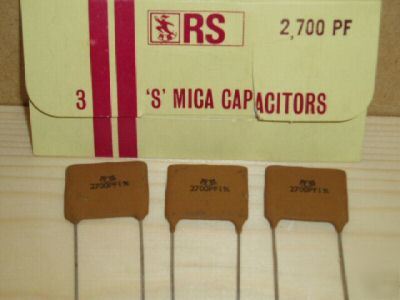 RS 2,700 PF
3 'S' MICA CAPACITORS
RS
2700PF1%
RS
2700PF1%
RS
2700PF1%